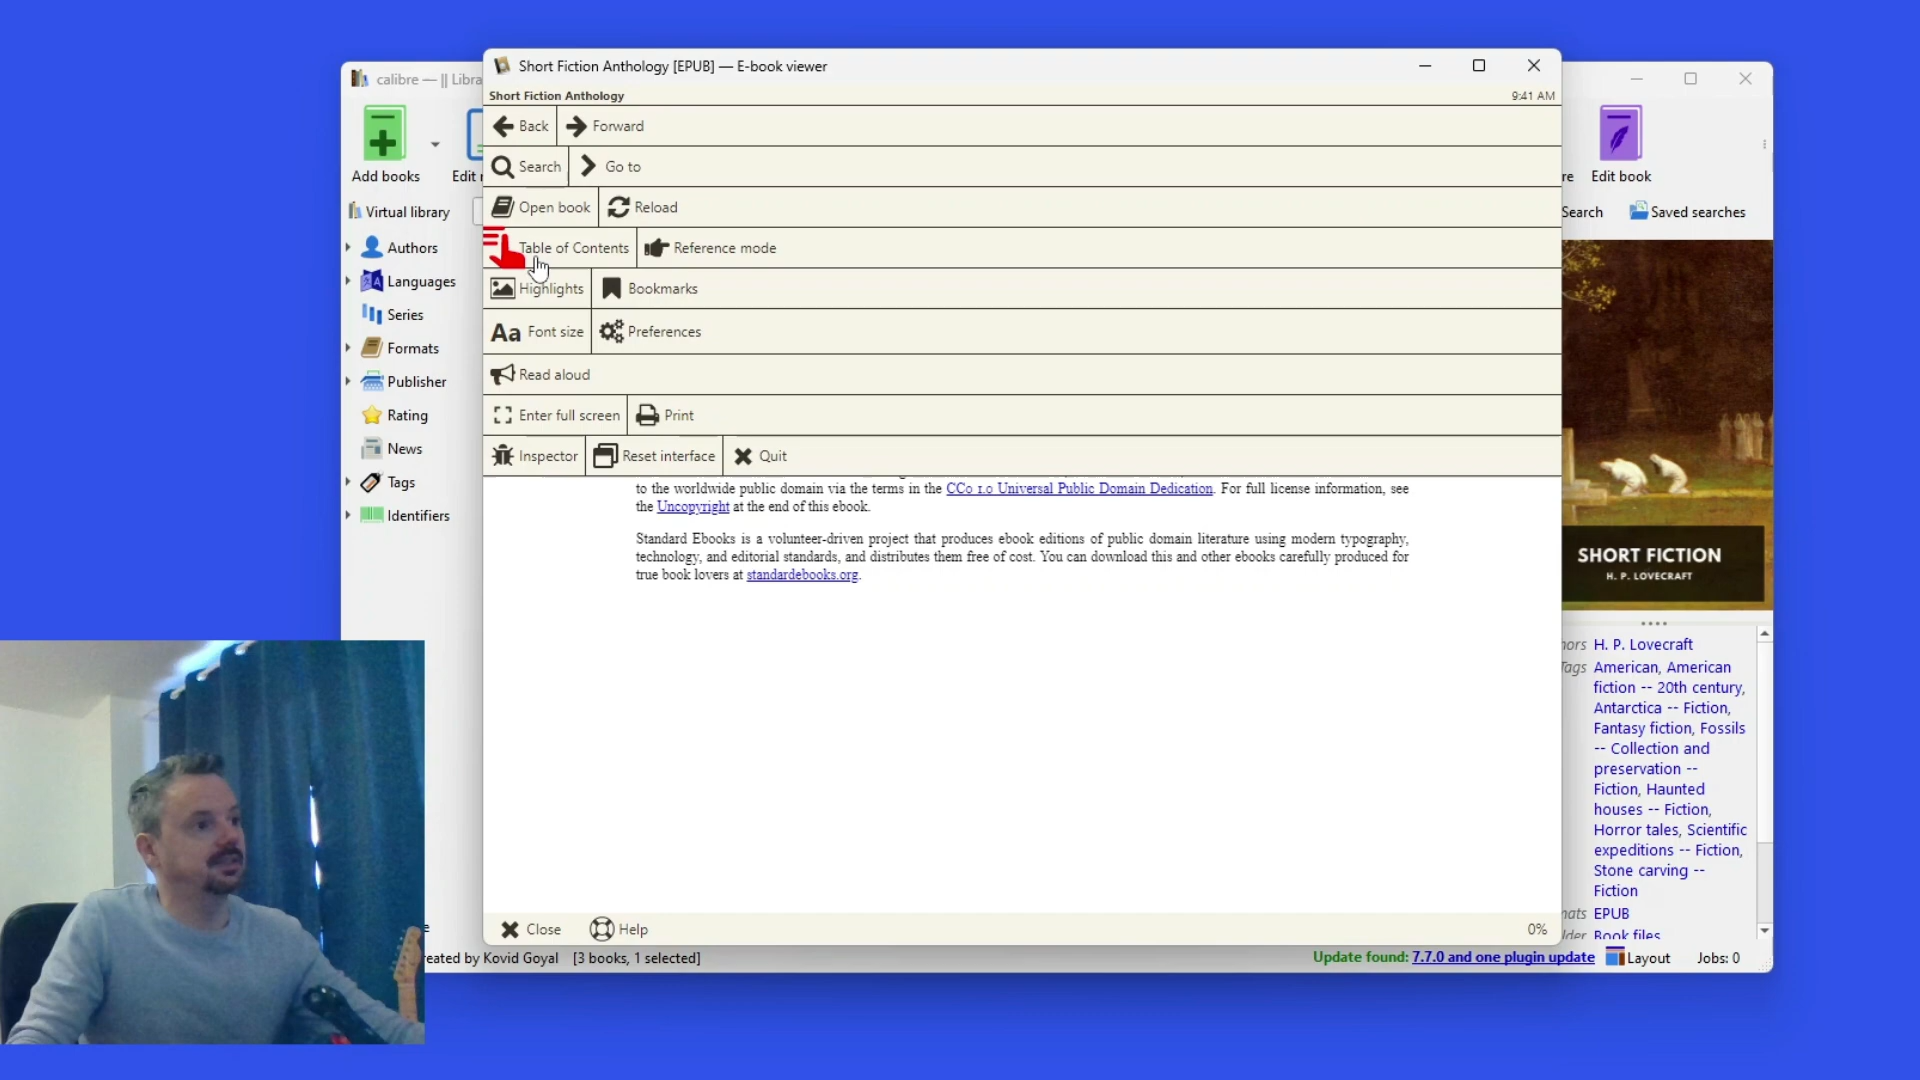 calibre — || Libra
Short Fiction Anthology [EPUB] — E-book viewer
Short Fiction Anthology
9:41 AM
Back
Forward
Search
Go to
Open book
Reload
Table of Contents
Reference mode
Highlights
Bookmarks
Aa Font size
Preferences
Read aloud
Enter full screen
Print
Inspector
Reset interface
Quit
to the worldwide public domain via the terms in the CC0 1.0 Universal Public Domain Dedication. For full license information, see
the Uncopyright at the end of this ebook.
Standard Ebooks is a volunteer-driven project that produces ebook editions of public domain literature using modern typography,
technology, and editorial standards, and distributes them free of cost. You can download this and other ebooks carefully produced for
true book lovers at standardebooks.org.
Close
Help
0%
Add books
Edit
Virtual library
Authors
Languages
Series
Formats
Publisher
Rating
News
Tags
Identifiers
Edit book
Search
Saved searches
SHORT FICTION
H. P. LOVECRAFT
H. P. Lovecraft
Tags American, American
fiction -- 20th century,
Antarctica -- Fiction,
Fantasy fiction, Fossils
-- Collection and
preservation --
Fiction, Haunted
houses -- Fiction,
Horror tales, Scientific
expeditions -- Fiction,
Stone carving --
Fiction
EPUB
Book files
reated by Kovid Goyal [3 books, 1 selected]
Update found: 7.7.0 and one plugin update
Layout
Jobs: 0